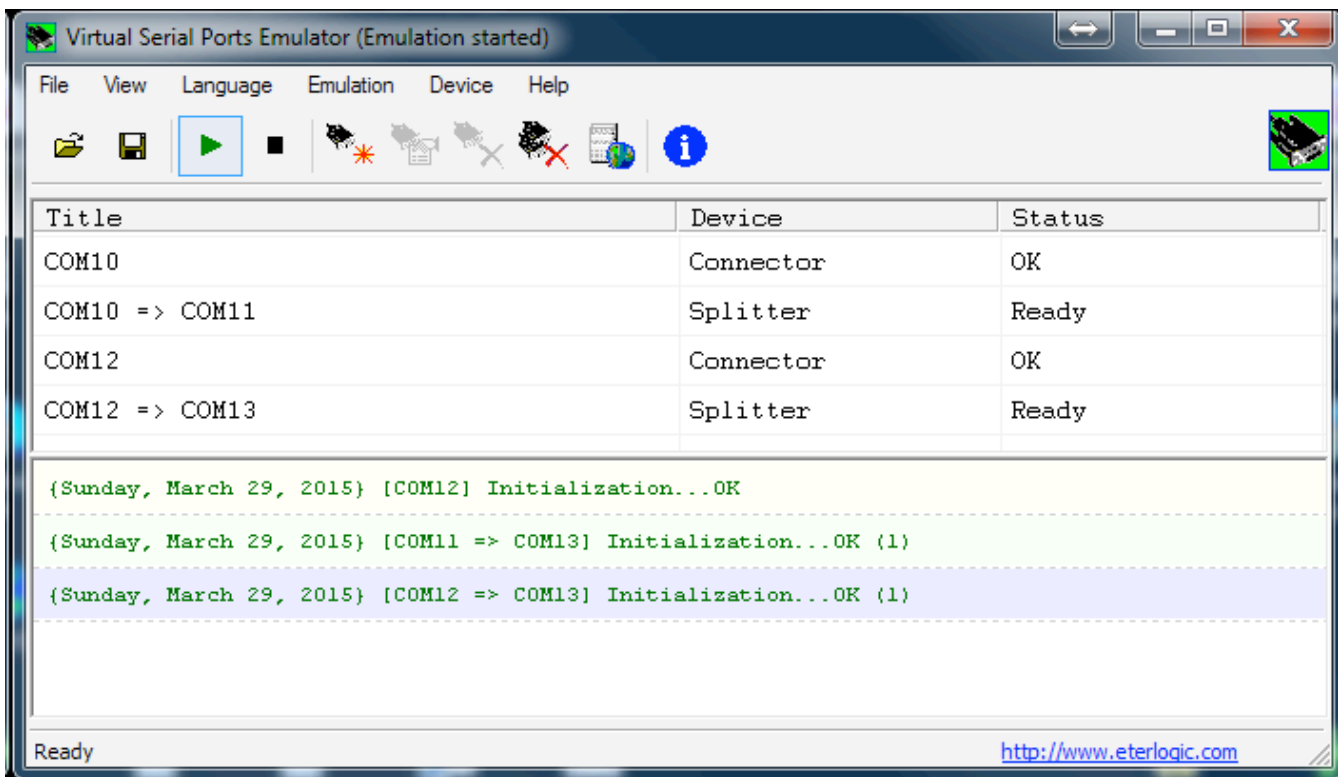 Virtual Serial Ports Emulator (Emulation started)
File View Language Emulation Device Help
Title Device Status
COM10 Connector OK
COM10 => COM11 Splitter Ready
COM12 Connector OK
COM12 => COM13 Splitter Ready
{Sunday, March 29, 2015} [COM12] Initialization...OK
{Sunday, March 29, 2015} [COM11 => COM13] Initialization...OK (1)
{Sunday, March 29, 2015} [COM12 => COM13] Initialization...OK (1)
Ready http://www.eterlogic.com